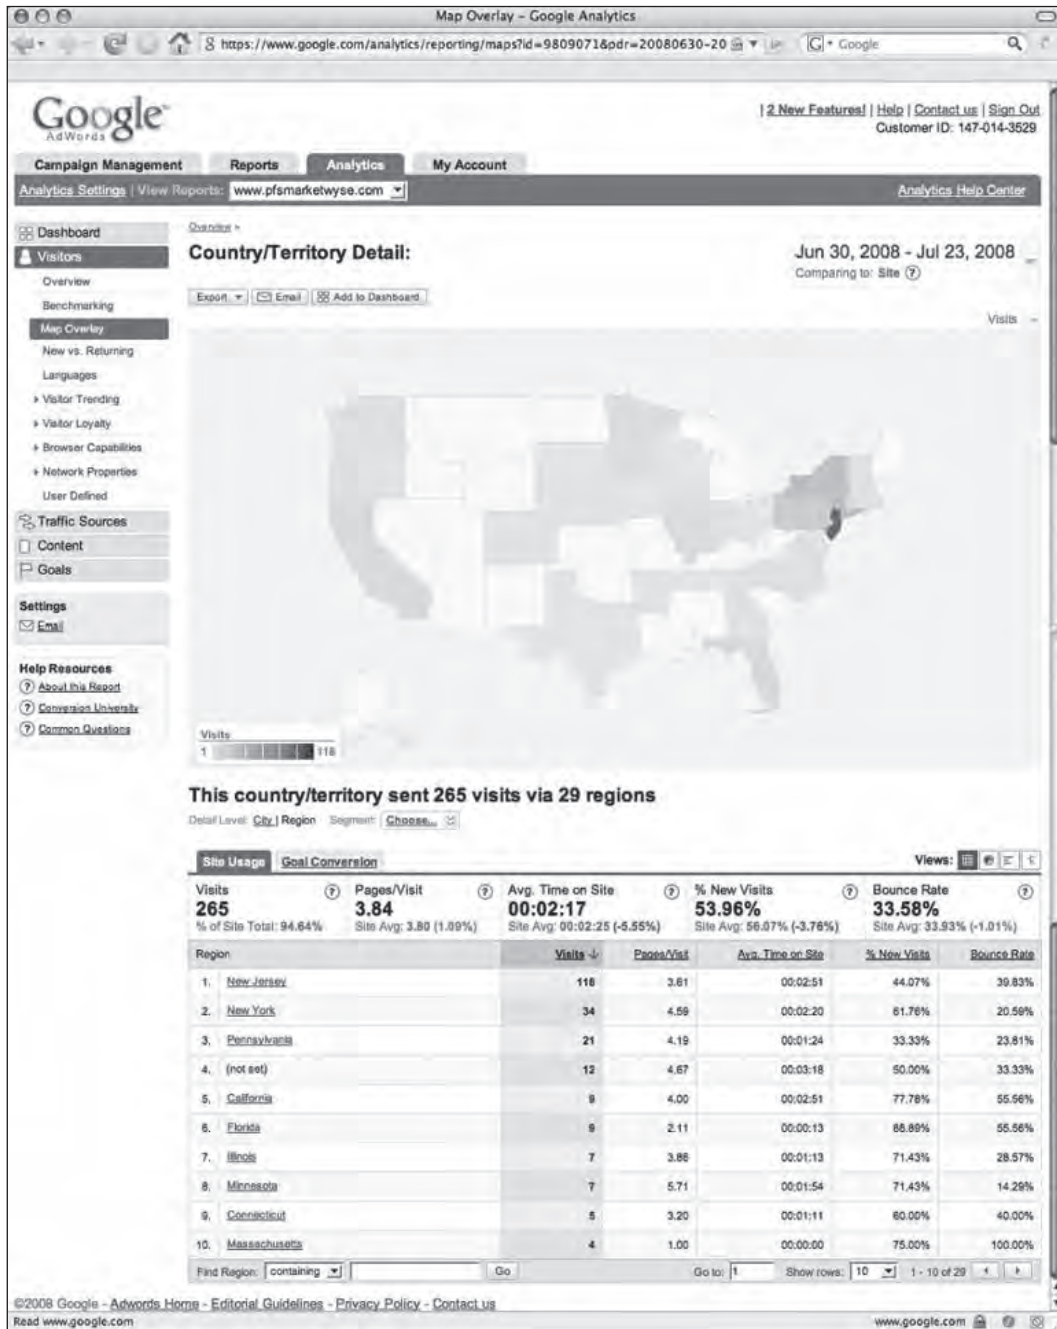 Map Overlay - Google Analytics
https://www.google.com/analytics/reporting/maps?id=9809071&pdr=20080630-20
G Google
Google
AdWords
| 2 New Features! | Help | Contact us | Sign Out
Customer ID: 147-014-3529
Campaign Management Reports Analytics My Account
Analytics Settings | View Reports: www.pfsmarketwyse.com Analytics Help Center
Dashboard
Visitors
Overview
Benchmarking
Map Overlay
New vs. Returning
Languages
Visitor Trending
Visitor Loyalty
Browser Capabilities
Network Properties
User Defined
Traffic Sources
Content
Goals
Settings
Email
Help Resources
? About this Report
? Conversion University
? Common Questions
Overview »
Country/Territory Detail:
Jun 30, 2008 - Jul 23, 2008
Comparing to: Site ?
Export Email Add to Dashboard
Visits
Visits
1 118
This country/territory sent 265 visits via 29 regions
Detail Level: City | Region Segment: Choose...
Site Usage Goal Conversion Views:
Visits ? Pages/Visit ? Avg. Time on Site ? % New Visits ? Bounce Rate ?
265 3.84 00:02:17 53.96% 33.58%
% of Site Total: 94.64% Site Avg: 3.80 (1.09%) Site Avg: 00:02:25 (-5.55%) Site Avg: 56.07% (-3.76%) Site Avg: 33.93% (-1.01%)
Region Visits Pages/Visit Avg. Time on Site % New Visits Bounce Rate
1. New Jersey 118 3.61 00:02:51 44.07% 39.83%
2. New York 34 4.59 00:02:20 61.76% 20.59%
3. Pennsylvania 21 4.19 00:01:24 33.33% 23.81%
4. (not set) 12 4.67 00:03:18 50.00% 33.33%
5. California 9 4.00 00:02:51 77.78% 55.56%
6. Florida 9 2.11 00:00:13 88.89% 55.56%
7. Illinois 7 3.86 00:01:13 71.43% 28.57%
8. Minnesota 7 5.71 00:01:54 71.43% 14.29%
9. Connecticut 5 3.20 00:01:11 60.00% 40.00%
10. Massachusetts 4 1.00 00:00:00 75.00% 100.00%
Find Region: containing Go Go to: 1 Show rows: 10 1 - 10 of 29
©2008 Google - Adwords Home - Editorial Guidelines - Privacy Policy - Contact us
Read www.google.com www.google.com